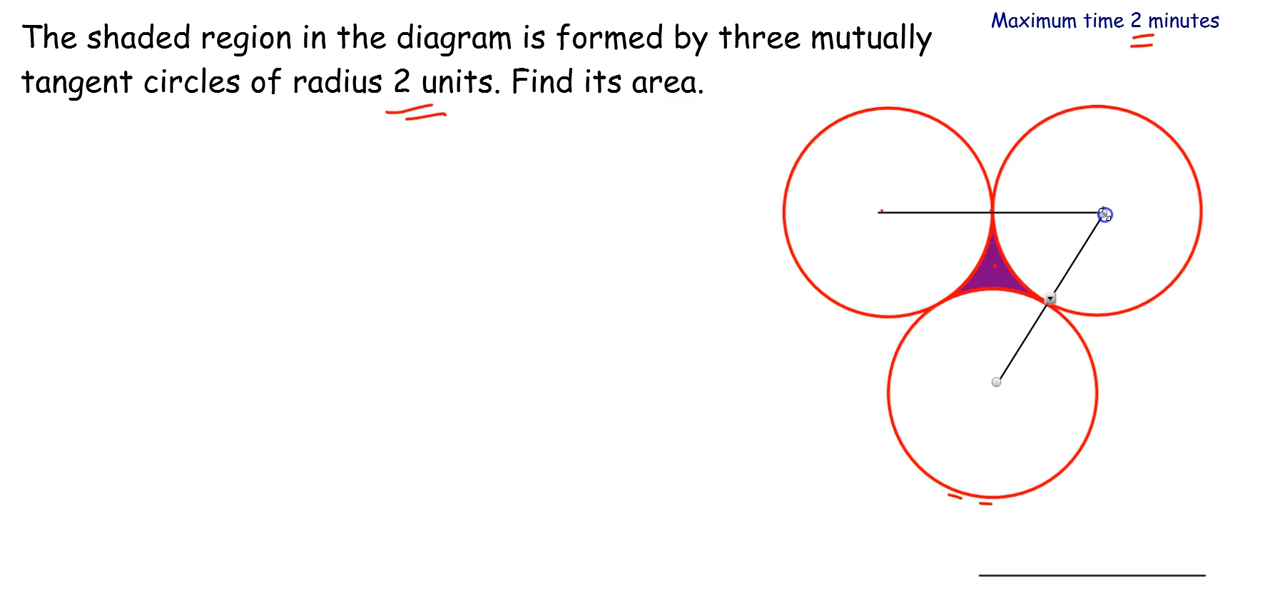 Maximum time 2 minutes
The shaded region in the diagram is formed by three mutually
tangent circles of radius 2 units. Find its area.